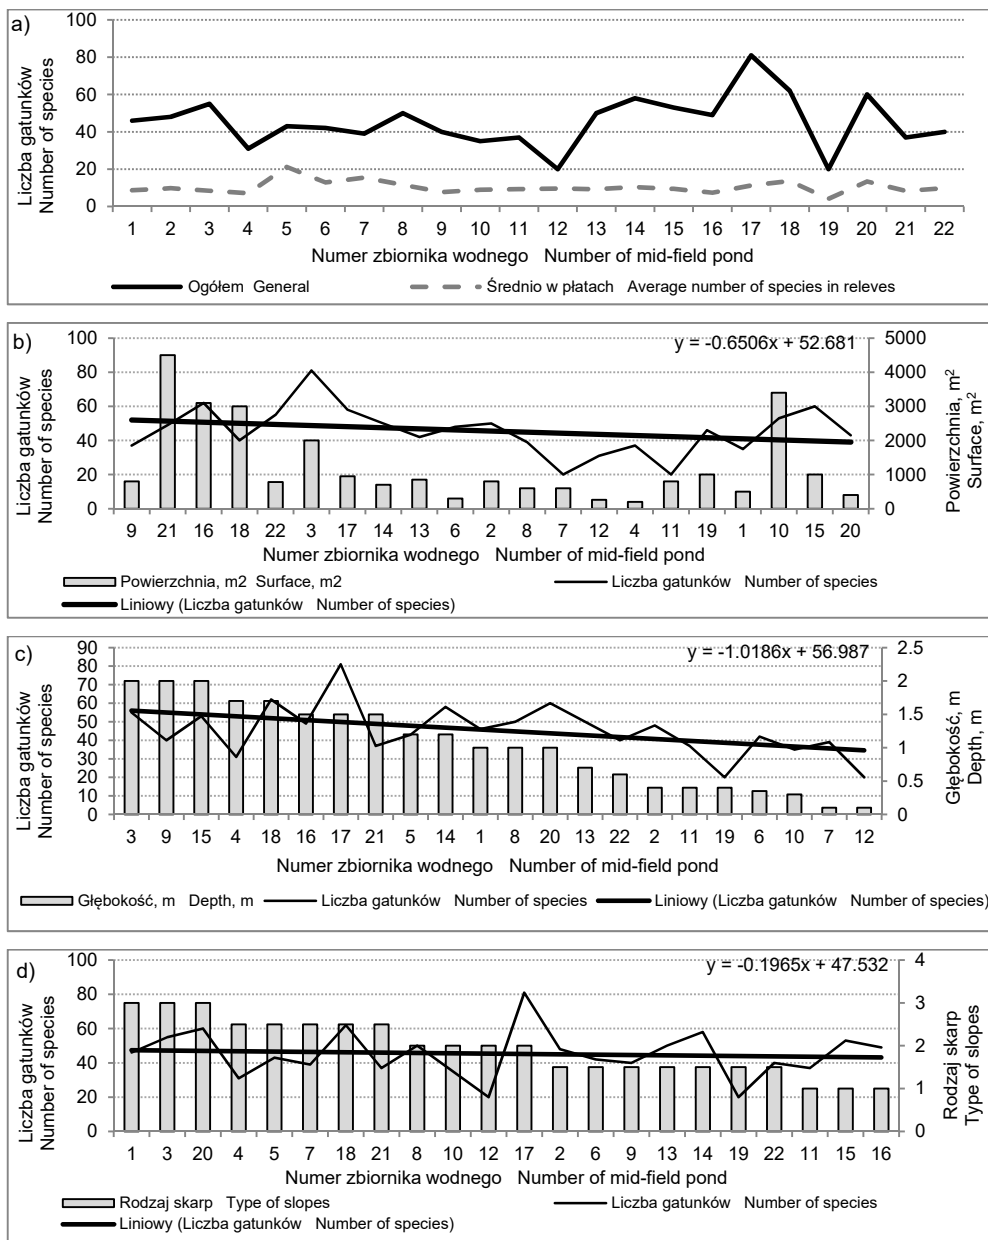 a)
100
80
60
40
20
0
Liczba gatunków
Number of species
1 2 3 4 5 6 7 8 9 10 11 12 13 14 15 16 17 18 19 20 21 22
Numer zbiornika wodnego Number of mid-field pond
Ogółem General
Średnio w płatach Average number of species in releves
b)
y = -0.6506x + 52.681
100
80
60
40
20
0
Liczba gatunków
Number of species
5000
4000
3000
2000
1000
0
Powierzchnia, m2
Surface, m2
9 21 16 18 22 3 17 14 13 6 2 8 7 12 4 11 19 1 10 15 20
Numer zbiornika wodnego Number of mid-field pond
Powierzchnia, m2 Surface, m2
Liczba gatunków Number of species
Liniowy (Liczba gatunków Number of species)
c)
y = -1.0186x + 56.987
90
80
70
60
50
40
30
20
10
0
Liczba gatunków
Number of species
2.5
2
1.5
1
0.5
0
Głębokość, m
Depth, m
3 9 15 4 18 16 17 21 5 14 1 8 20 13 22 2 11 19 6 10 7 12
Numer zbiornika wodnego Number of mid-field pond
Głębokość, m Depth, m
Liczba gatunków Number of species
Liniowy (Liczba gatunków Number of species)
d)
y = -0.1965x + 47.532
100
80
60
40
20
0
Liczba gatunków
Number of species
4
3
2
1
0
Rodzaj skarp
Type of slopes
1 3 20 4 5 7 18 21 8 10 12 17 2 6 9 13 14 19 22 11 15 16
Numer zbiornika wodnego Number of mid-field pond
Rodzaj skarp Type of slopes
Liczba gatunków Number of species
Liniowy (Liczba gatunków Number of species)